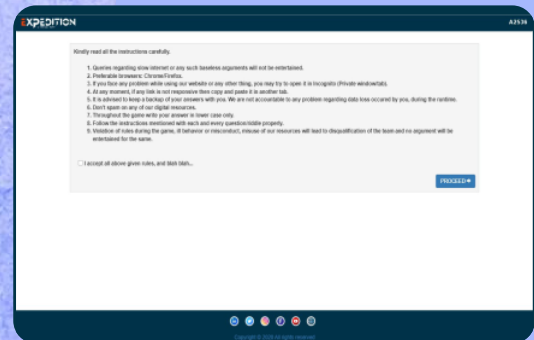 EXPEDITION
A2536
Kindly read all the instructions carefully.
1. Queries regarding slow internet or any such baseless arguments will not be entertained.
2. Preferable browsers: Chrome/Firefox.
3. If you face any problem while using our website or any other thing, you may try to open it in Incognito (Private window/tab).
4. At any moment, if any link is not responsive then copy and paste it in another tab.
5. It is advised to keep a backup of your answers with you. We are not accountable to any problem regarding data loss occured by you, during the runtime.
6. Don't spam on any of our digital resources.
7. Throughout the game write your answer in lower case only.
8. Follow the instructions mentioned with each and every question/riddle properly.
9. Violation of rules during the game, ill behavior or misconduct, misuse of our resources will lead to disqualification of the team and no argument will be
entertained for the same.
I accept all above given rules, and blah blah...
PROCEED
Copyright © 2020 All rights reserved